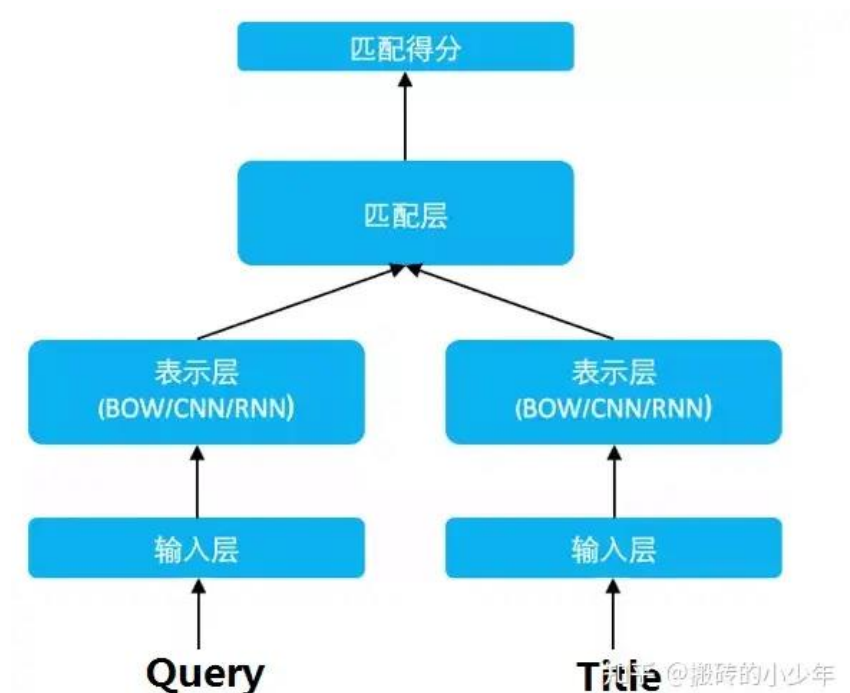 匹配得分
匹配层
表示层
(BOW/CNN/RNN)
表示层
(BOW/CNN/RNN)
输入层
输入层
Query
Title
知乎 @搬砖的小少年